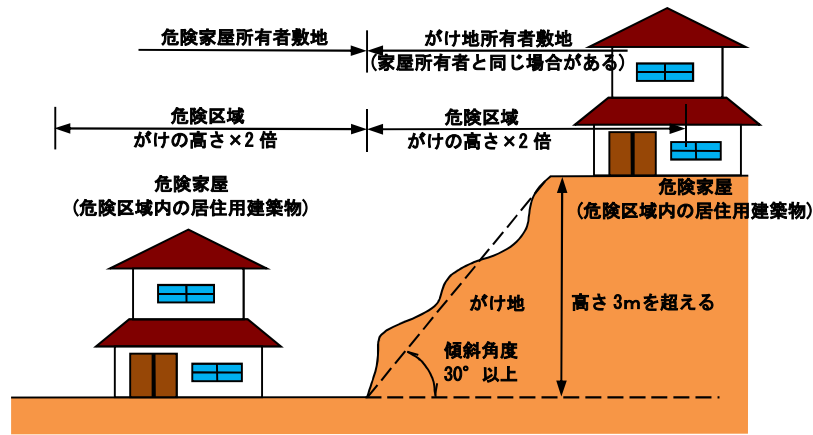 危険家屋所有者敷地
がけ地所有者敷地
(家屋所有者と同じ場合がある)
危険区域
がけの高さ×2倍
危険区域
がけの高さ×2倍
危険家屋
(危険区域内の居住用建築物)
危険家屋
(危険区域内の居住用建築物)
がけ地
高さ3mを超える
傾斜角度
30°以上